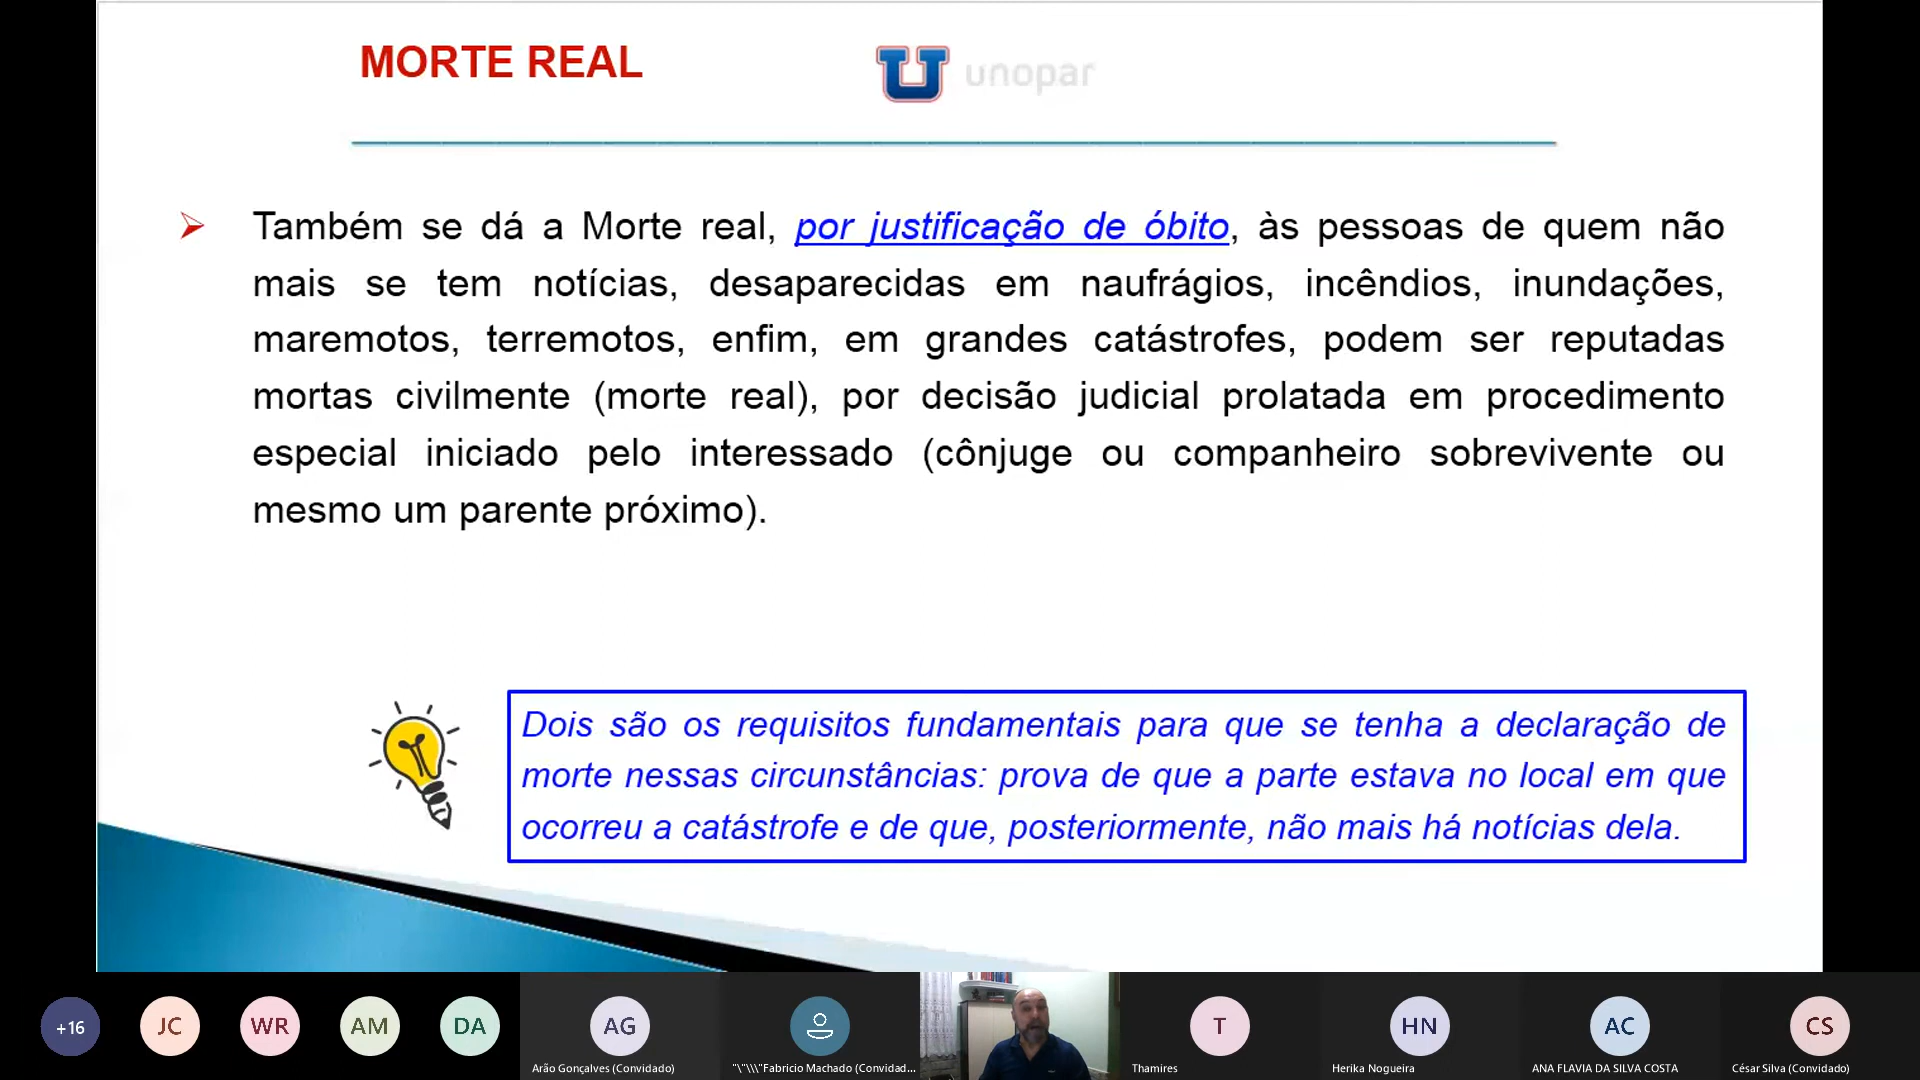 MORTE REAL
unopar
Também se dá a Morte real, por justificação de óbito, às pessoas de quem não
mais se tem notícias, desaparecidas em naufrágios, incêndios, inundações,
maremotos, terremotos, enfim, em grandes catástrofes, podem ser reputadas
mortas civilmente (morte real), por decisão judicial prolatada em procedimento
especial iniciado pelo interessado (cônjuge ou companheiro sobrevivente ou
mesmo um parente próximo).
Dois são os requisitos fundamentais para que se tenha a declaração de
morte nessas circunstâncias: prova de que a parte estava no local em que
ocorreu a catástrofe e de que, posteriormente, não mais há notícias dela.
+16
JC
WR
AM
DA
AG
T
HN
AC
CS
Arão Gonçalves (Convidado)
"\"\\\"Fabricio Machado (Convidad...
Thamires
Herika Nogueira
ANA FLAVIA DA SILVA COSTA
César Silva (Convidado)